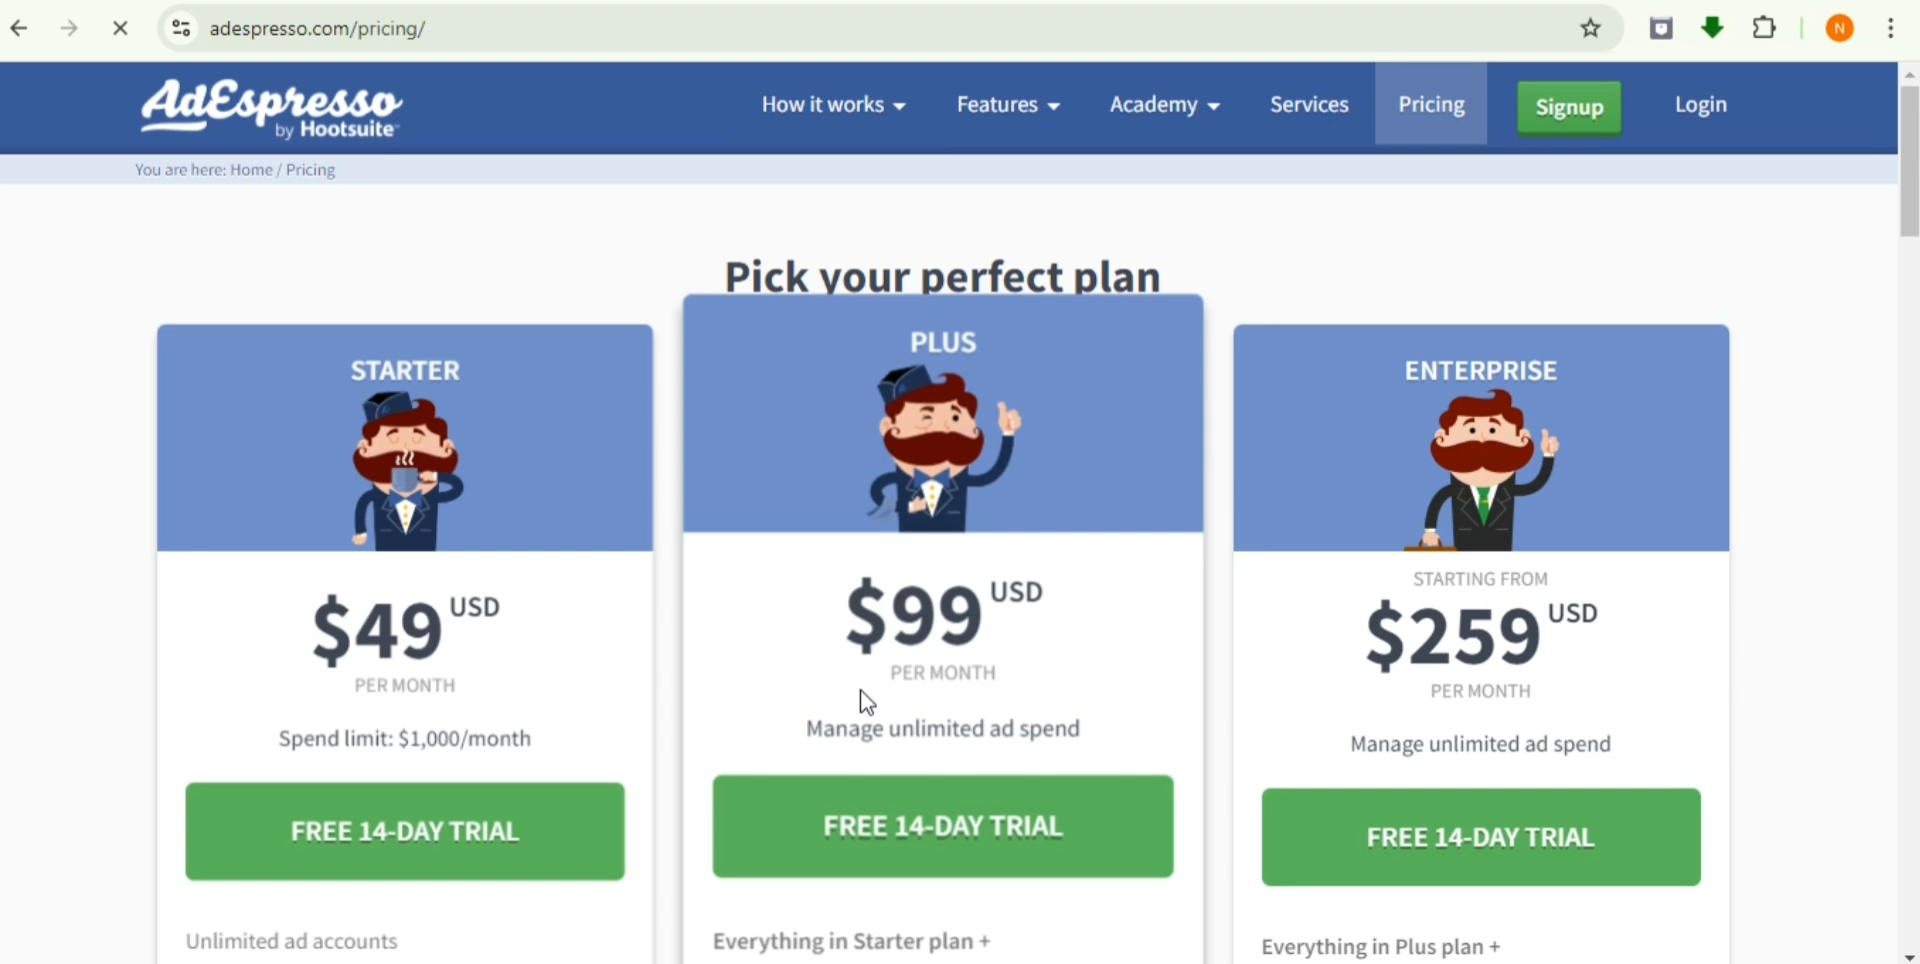 adespresso.com/pricing/
N
AdEspresso
by Hootsuite
How it works
Features
Academy
Services
Pricing
Signup
Login
You are here: Home / Pricing
Pick your perfect plan
STARTER
$49 USD
PER MONTH
Spend limit: $1,000/month
FREE 14-DAY TRIAL
Unlimited ad accounts
PLUS
$99 USD
PER MONTH
Manage unlimited ad spend
FREE 14-DAY TRIAL
Everything in Starter plan +
ENTERPRISE
STARTING FROM
$259 USD
PER MONTH
Manage unlimited ad spend
FREE 14-DAY TRIAL
Everything in Plus plan +